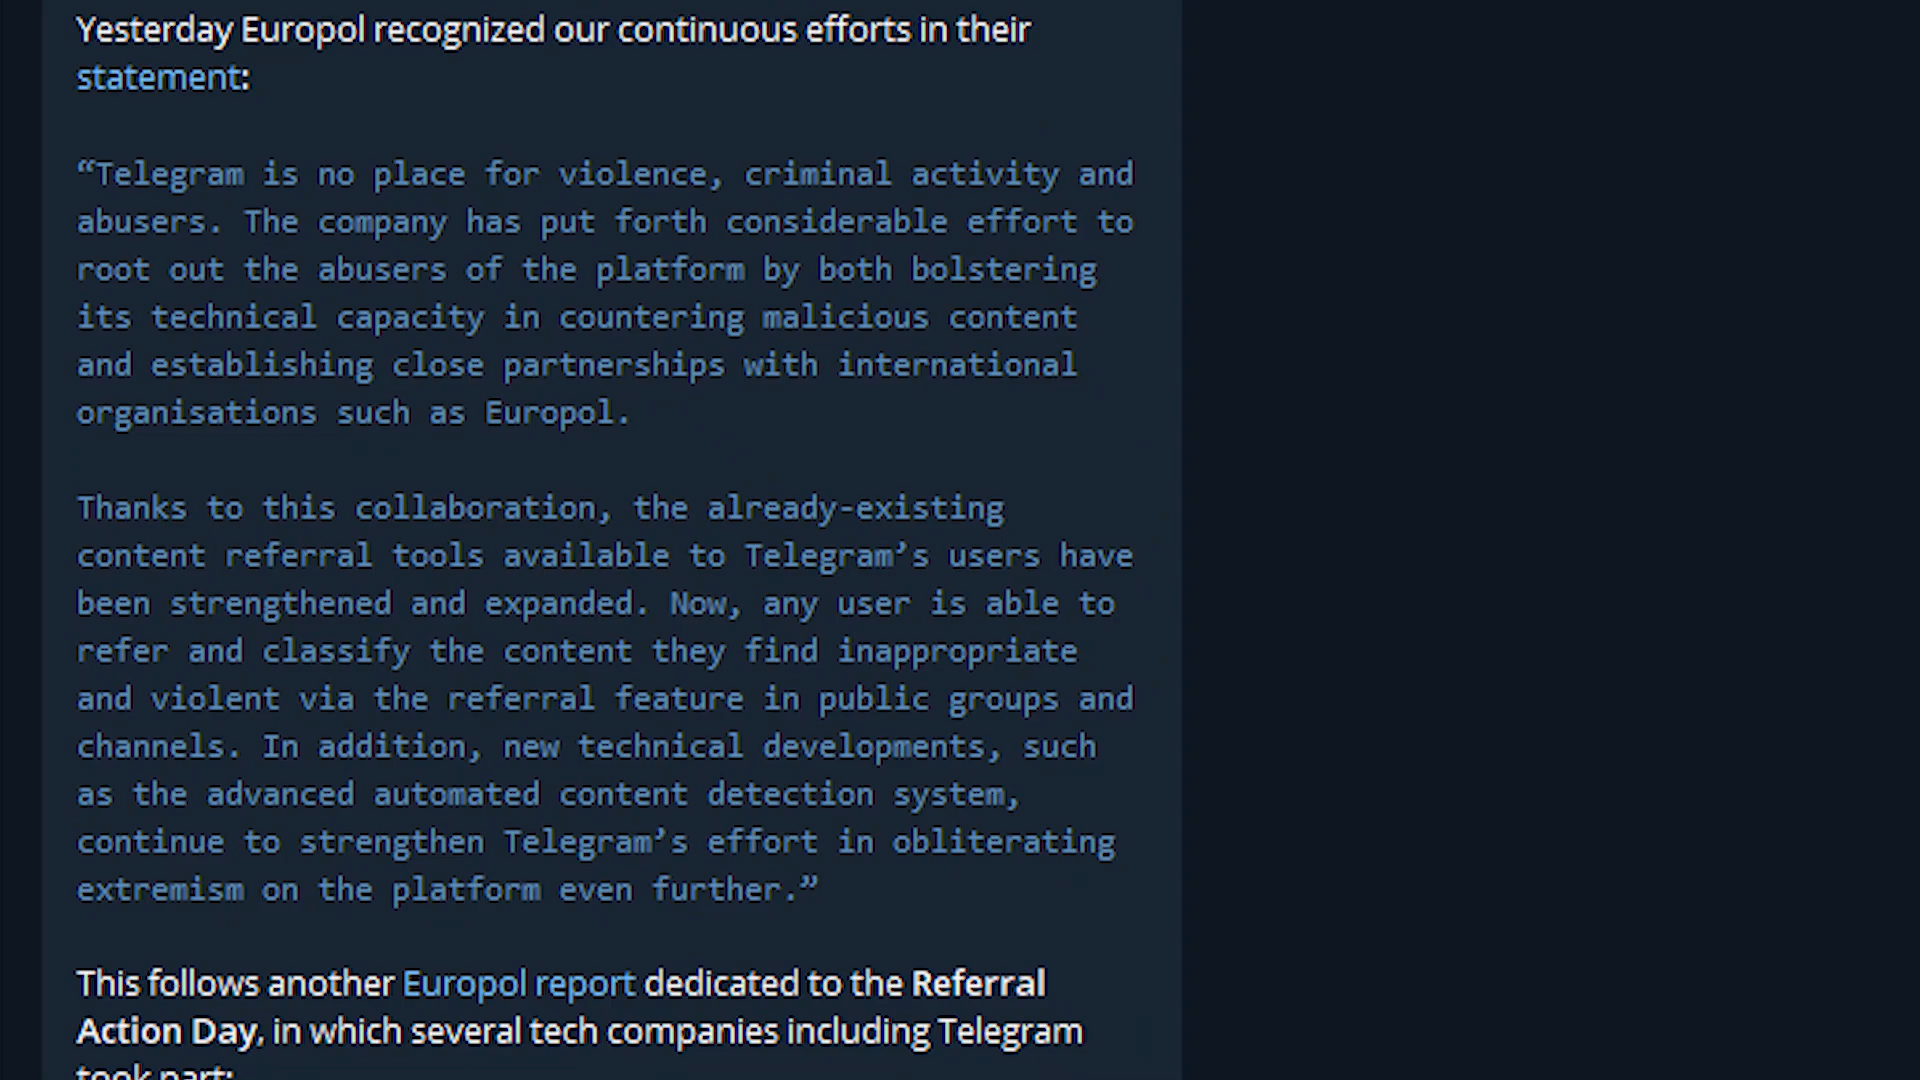 Yesterday Europol recognized our continuous efforts in their
statement:
“Telegram is no place for violence, criminal activity and
abusers. The company has put forth considerable effort to
root out the abusers of the platform by both bolstering
its technical capacity in countering malicious content
and establishing close partnerships with international
organisations such as Europol.
Thanks to this collaboration, the already-existing
content referral tools available to Telegram’s users have
been strengthened and expanded. Now, any user is able to
refer and classify the content they find inappropriate
and violent via the referral feature in public groups and
channels. In addition, new technical developments, such
as the advanced automated content detection system,
continue to strengthen Telegram’s effort in obliterating
extremism on the platform even further.”
This follows another Europol report dedicated to the Referral
Action Day, in which several tech companies including Telegram
took part: